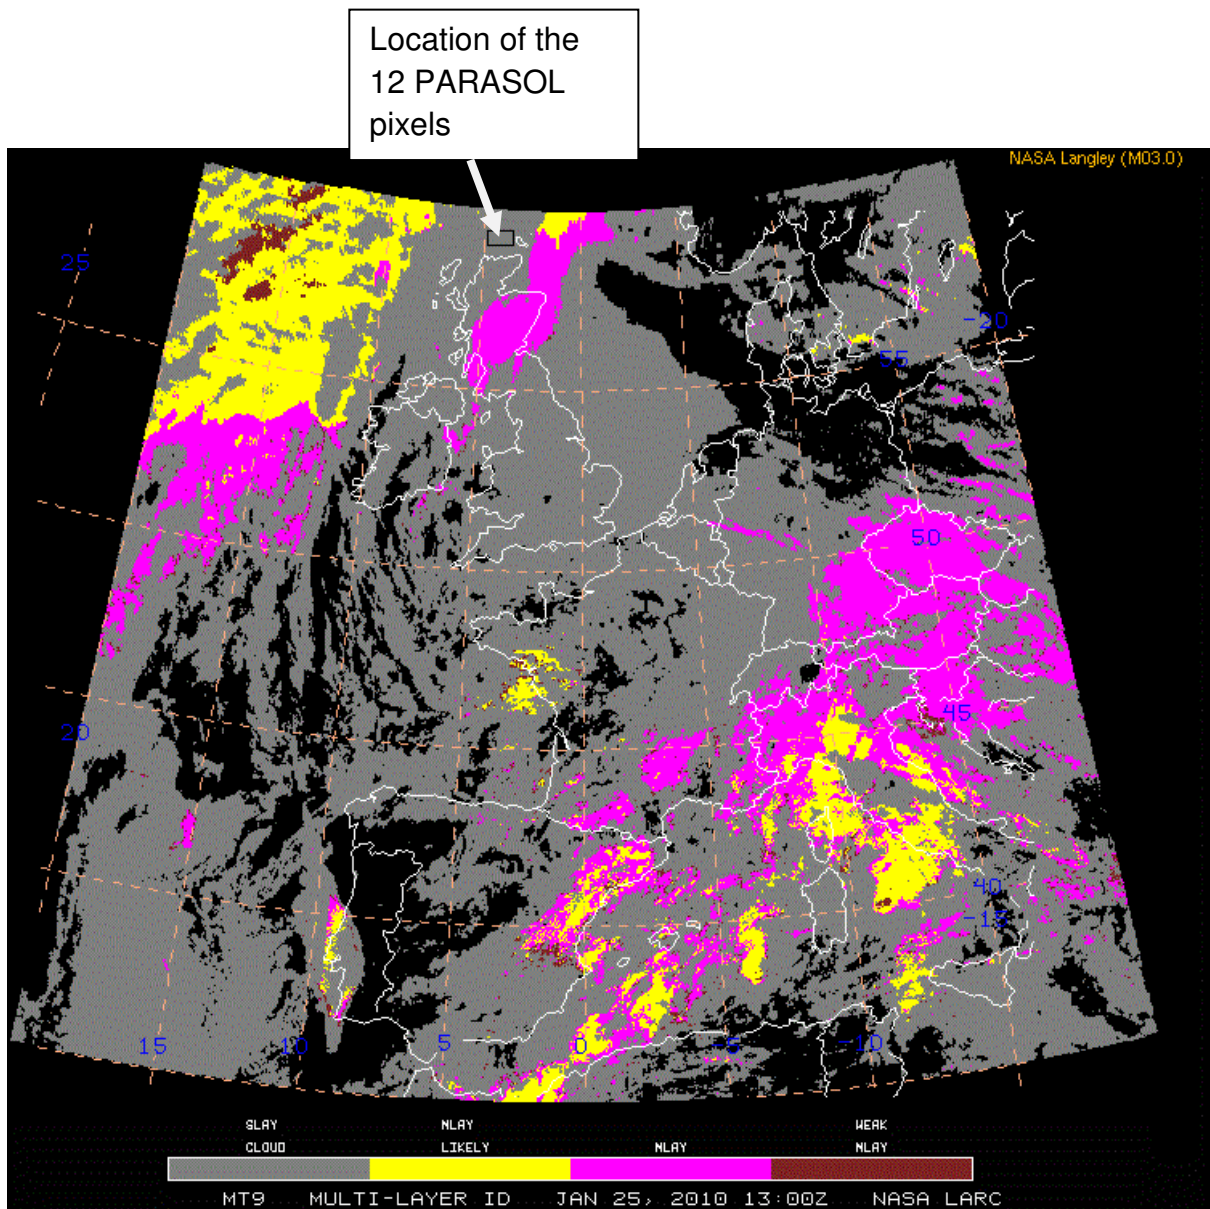 Location of the
12 PARASOL
pixels
NASA Langley (M03.0)
25
-20
55
50
45
20
40
-15
15
10
5
0
-5
-10
SLAY NLAY WEAK
CLOUD LIKELY NLAY NLAY
MT9 MULTI-LAYER ID JAN 25, 2010 13:00Z NASA LARC